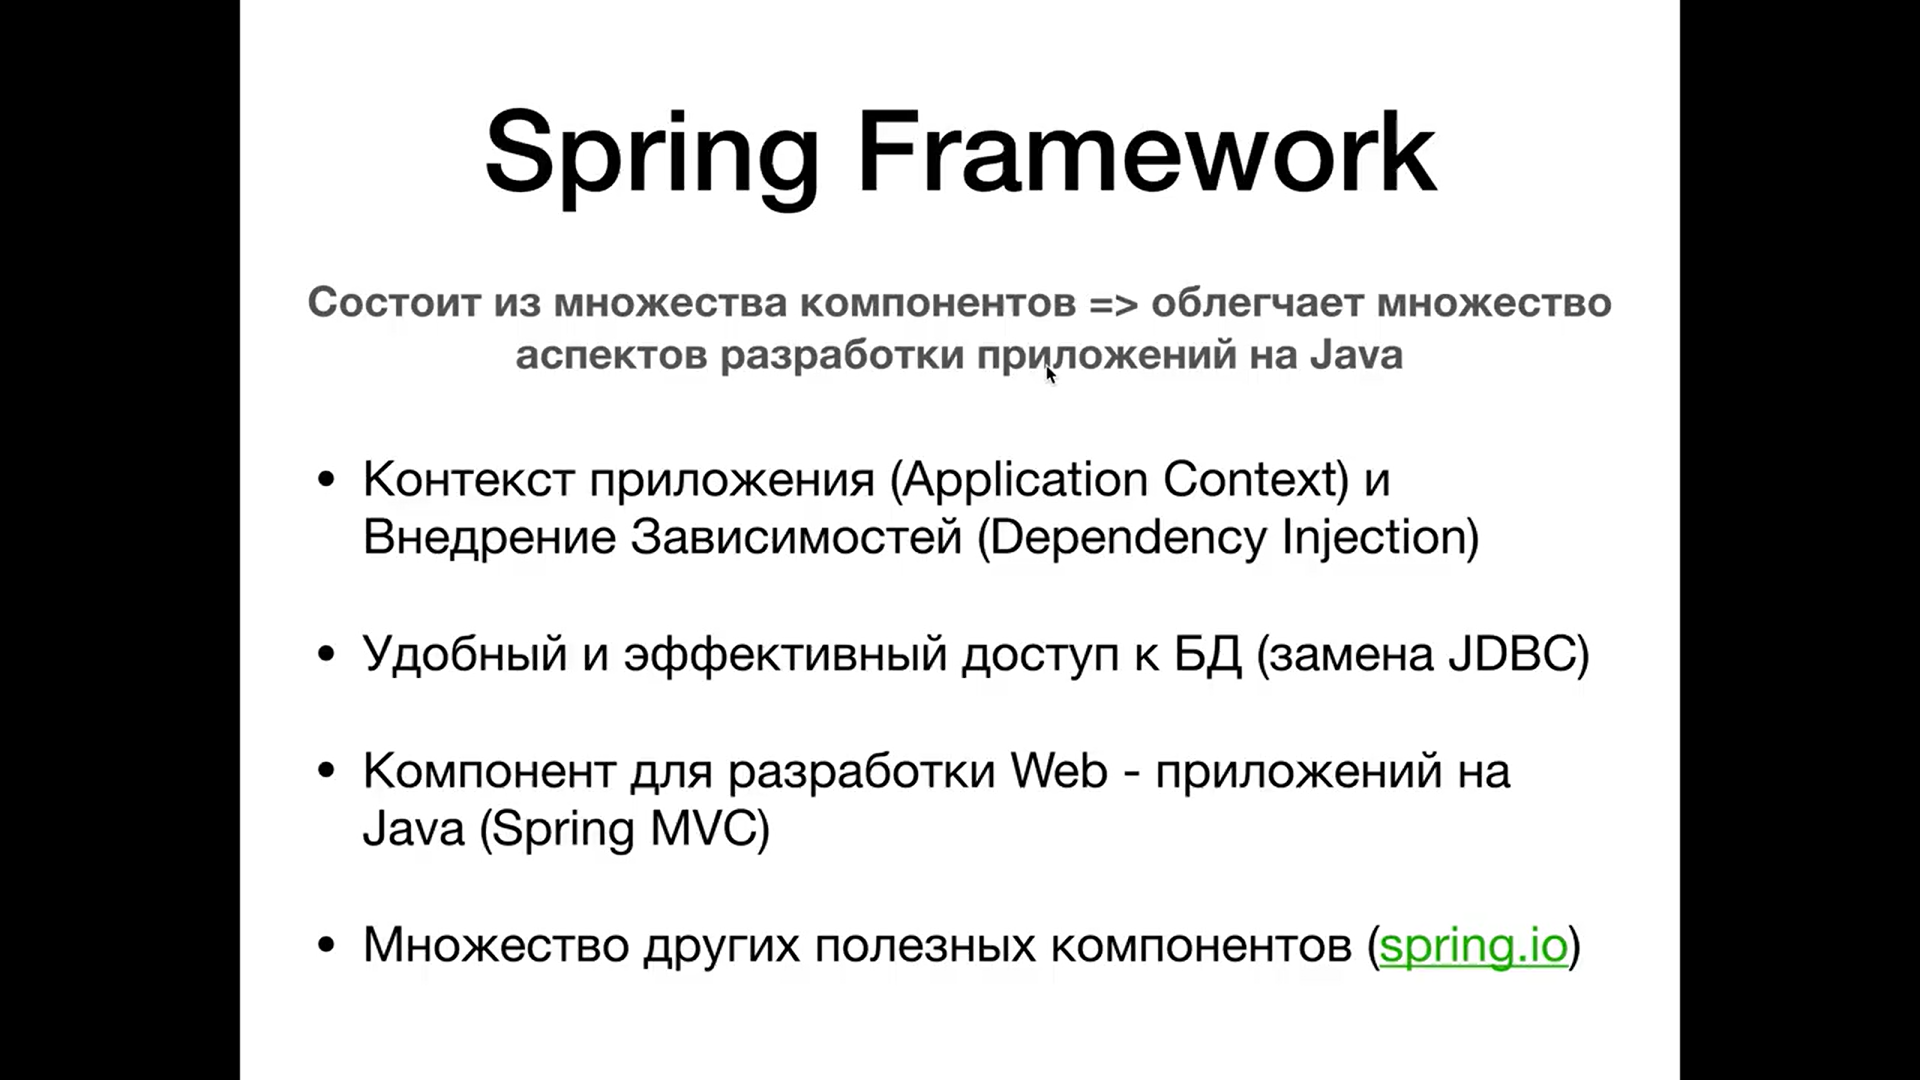 Spring Framework
Состоит из множества компонентов => облегчает множество
аспектов разработки приложений на Java
• Контекст приложения (Application Context) и
Внедрение Зависимостей (Dependency Injection)
• Удобный и эффективный доступ к БД (замена JDBC)
• Компонент для разработки Web - приложений на
Java (Spring MVC)
• Множество других полезных компонентов (spring.io)